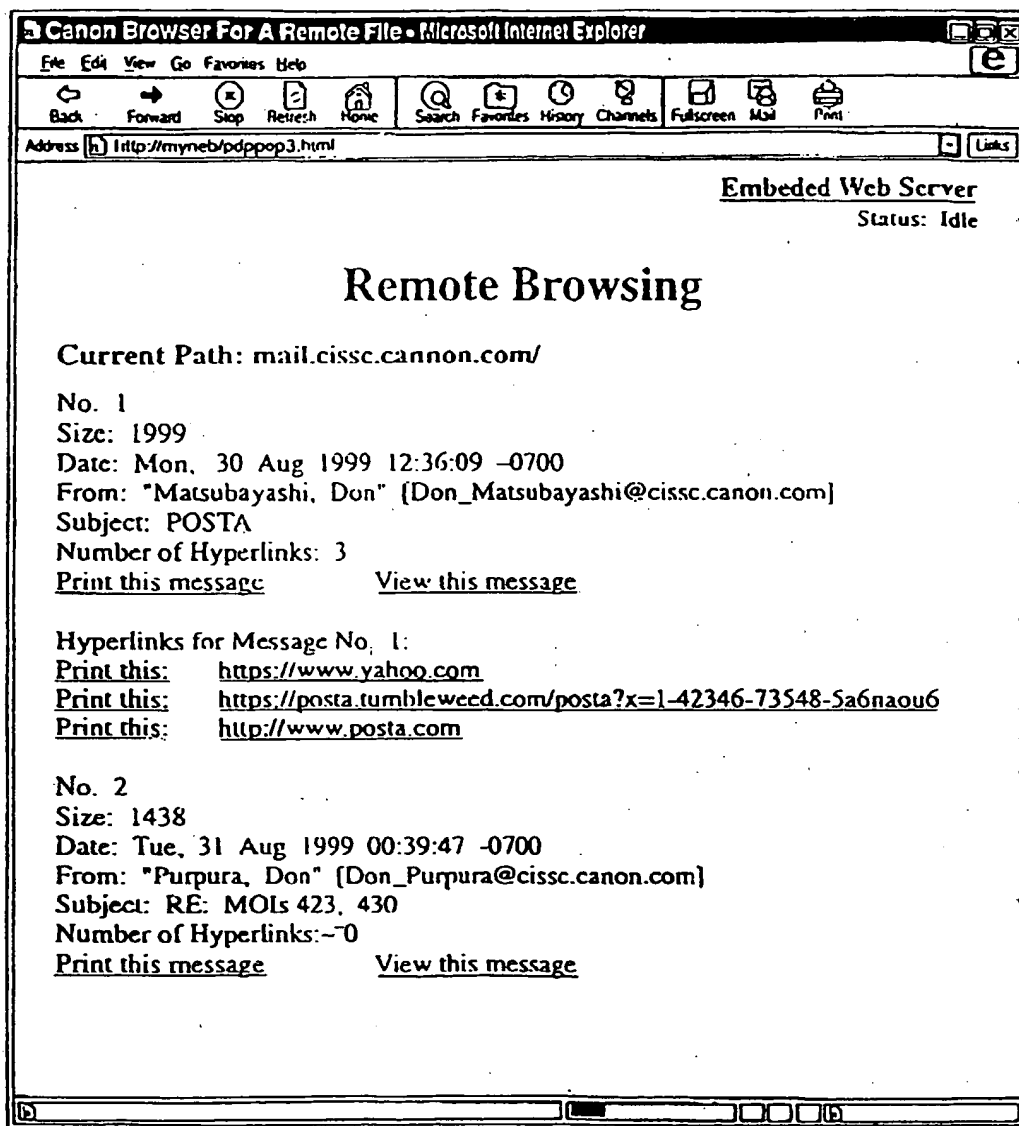 Canon Browser For A Remote File • Microsoft Internet Explorer
File Edit View Go Favorites Help
Back Forward Stop Refresh Home Search Favorites History Channels Fullscreen Mail Print
Address http://myneb/pdppop3.html Links
Embeded Web Server
Status: Idle
Remote Browsing
Current Path: mail.cissc.cannon.com/
No. 1
Size: 1999
Date: Mon, 30 Aug 1999 12:36:09 -0700
From: "Matsubayashi, Don" [Don_Matsubayashi@cissc.canon.com]
Subject: POSTA
Number of Hyperlinks: 3
Print this message View this message
Hyperlinks for Message No. 1:
Print this: https://www.yahoo.com
Print this: https://posta.tumbleweed.com/posta?x=1-42346-73548-5a6naou6
Print this: http://www.posta.com
No. 2
Size: 1438
Date: Tue, 31 Aug 1999 00:39:47 -0700
From: "Purpura, Don" [Don_Purpura@cissc.canon.com]
Subject: RE: MOIs 423, 430
Number of Hyperlinks: 0
Print this message View this message